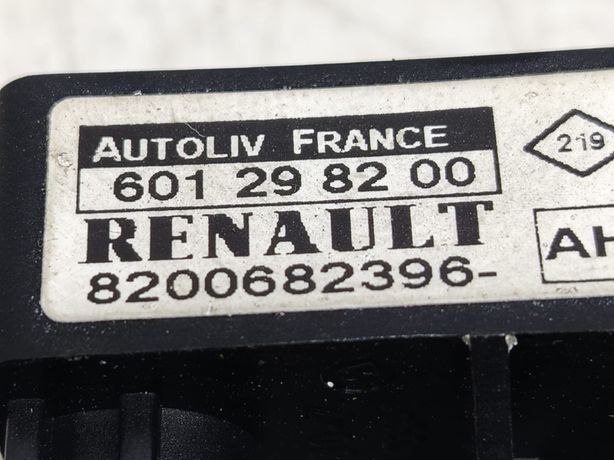 AUTOLIV FRANCE
601 29 82 00
RENAULT
8200682396-
219
AH